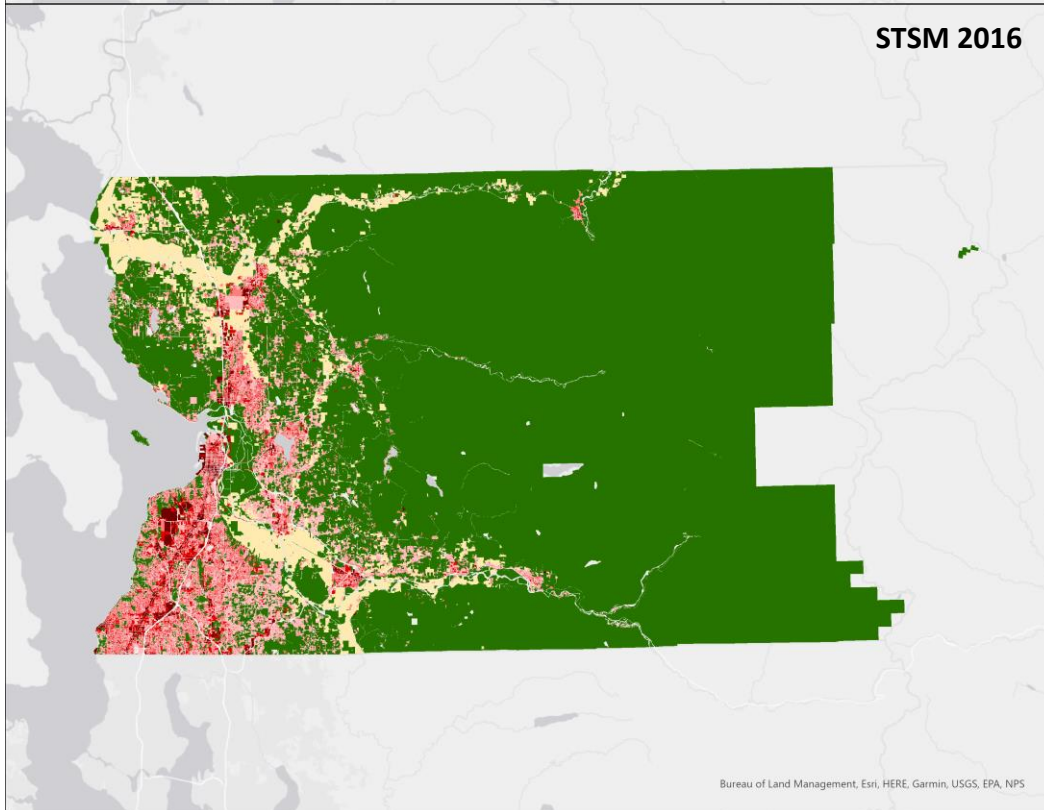 STSM 2016
Bureau of Land Management, Esri, HERE, Garmin, USGS, EPA, NPS